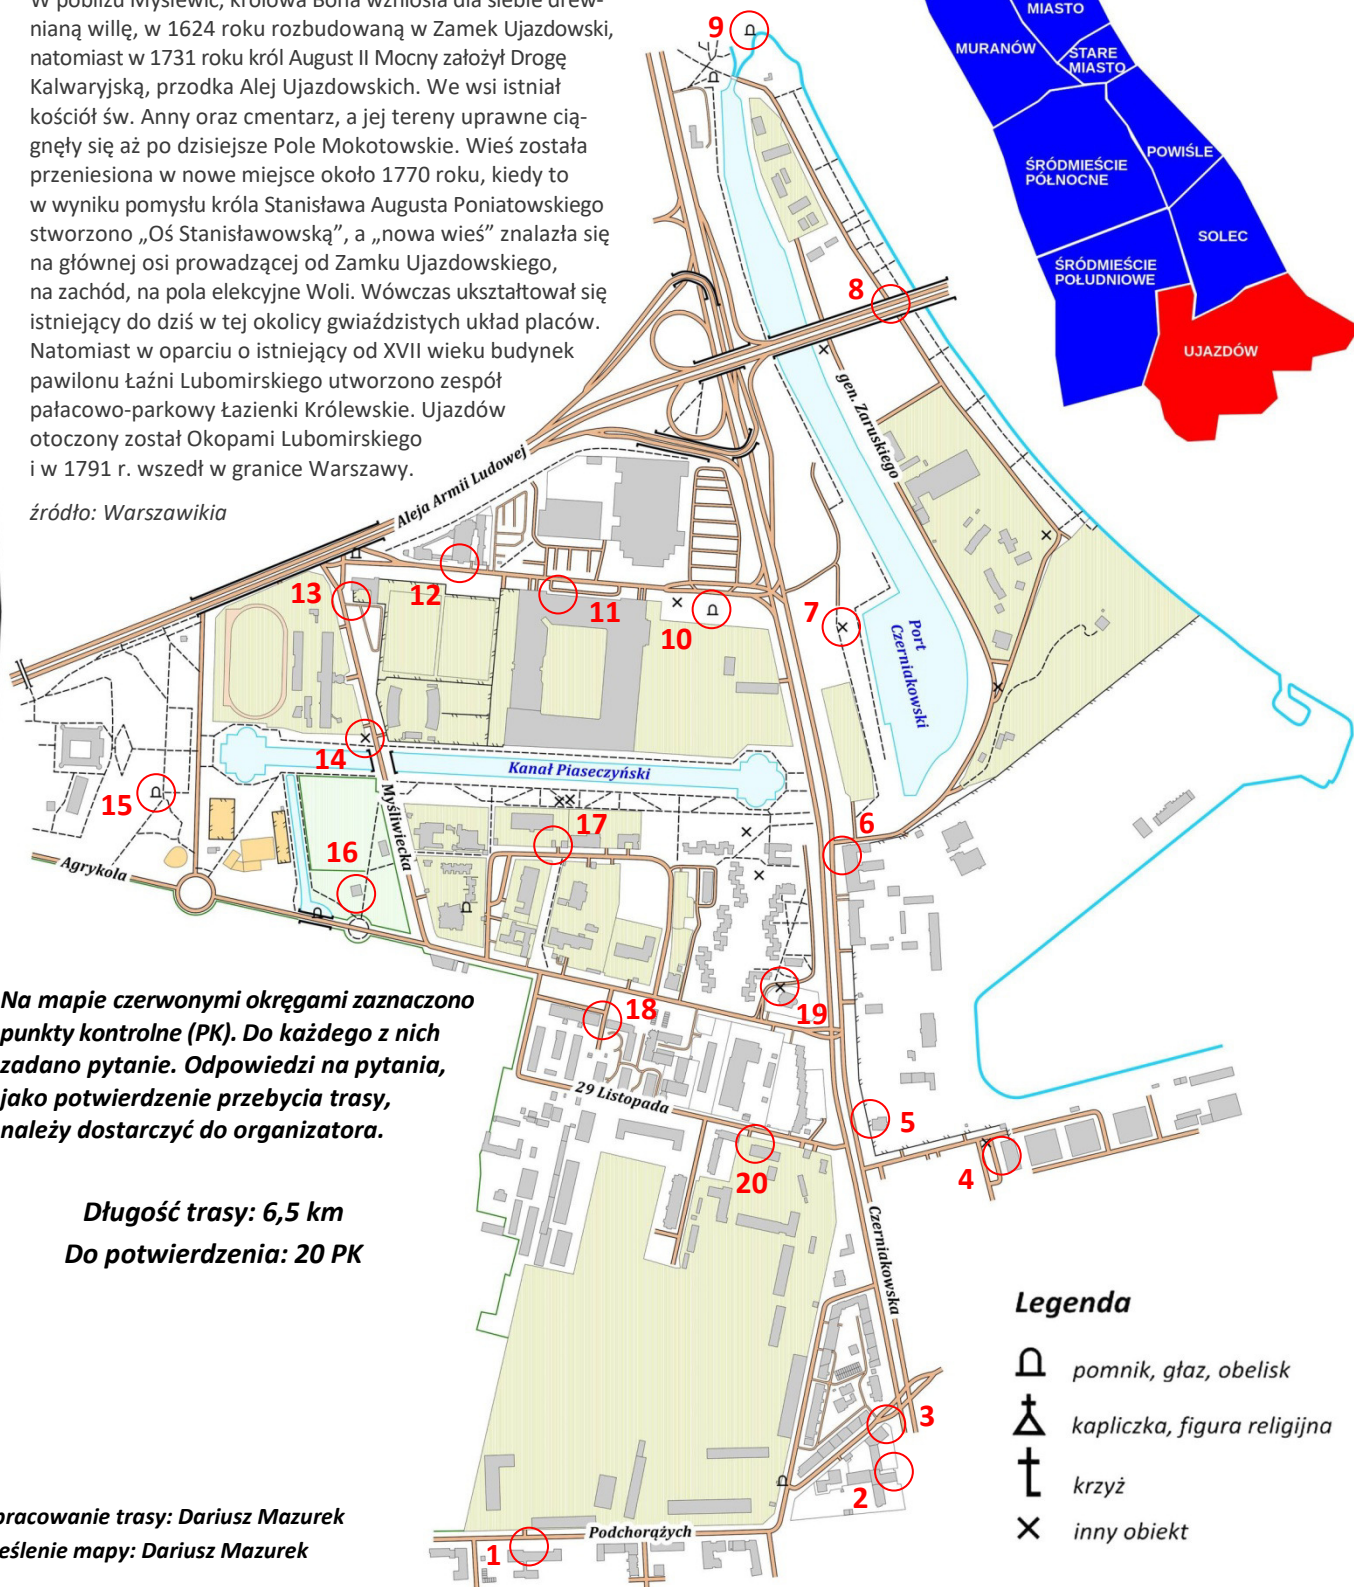 W pobliżu Myślewic, królowa Bona wzniosła dla siebie drew-
nianą willę, w 1624 roku rozbudowaną w Zamek Ujazdowski,
natomiast w 1731 roku król August II Mocny założył Drogę
Kalwaryjską, przodka Alej Ujazdowskich. We wsi istniał
kościół św. Anny oraz cmentarz, a jej tereny uprawne cią-
gnęły się aż po dzisiejsze Pole Mokotowskie. Wieś została
przeniesiona w nowe miejsce około 1770 roku, kiedy to
w wyniku pomysłu króla Stanisława Augusta Poniatowskiego
stworzono „Oś Stanisławowską”, a „nowa wieś” znalazła się
na głównej osi prowadzącej od Zamku Ujazdowskiego,
na zachód, na pola elekcyjne Woli. Wówczas ukształtował się
istniejący do dziś w tej okolicy gwiaździstych układ placów.
Natomiast w oparciu o istniejący od XVII wieku budynek
pawilonu Łaźni Lubomirskiego utworzono zespół
pałacowo-parkowy Łazienki Królewskie. Ujazdów
otoczony został Okopami Lubomirskiego
i w 1791 r. wszedł w granice Warszawy.
źródło: Warszawikia
MIASTO
MURANÓW
STARE
MIASTO
ŚRÓDMIEŚCIE
PÓŁNOCNE
POWIŚLE
SOLEC
ŚRÓDMIEŚCIE
POŁUDNIOWE
UJAZDÓW
9
8
gen. Zaruskiego
Aleja Armii Ludowej
13
12
11
10
7
Port
Czerniakowski
14
Kanał Piaseczyński
15
Myśliwiecka
17
6
16
Agrykola
18
19
29 Listopada
5
20
4
Czerniakowska
3
2
Podchorążych
1
Na mapie czerwonymi okręgami zaznaczono
punkty kontrolne (PK). Do każdego z nich
zadano pytanie. Odpowiedzi na pytania,
jako potwierdzenie przebycia trasy,
należy dostarczyć do organizatora.
Długość trasy: 6,5 km
Do potwierdzenia: 20 PK
Legenda
pomnik, głaz, obelisk
kapliczka, figura religijna
krzyż
inny obiekt
pracowanie trasy: Dariusz Mazurek
eślenie mapy: Dariusz Mazurek